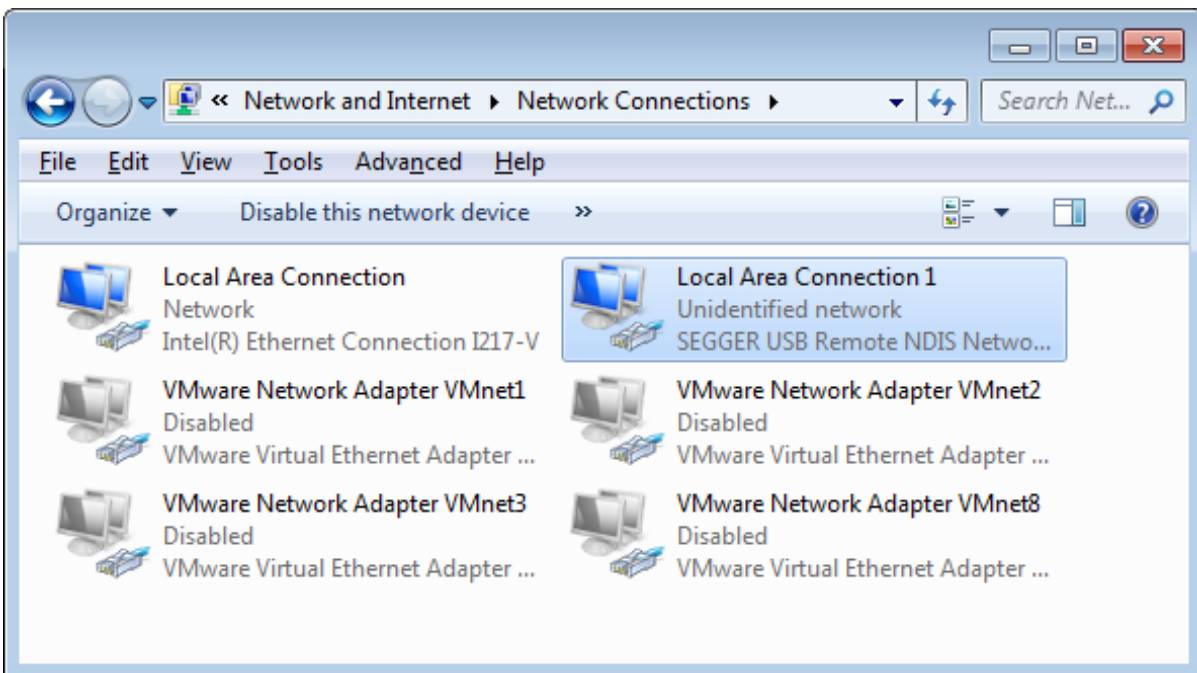 « Network and Internet ▸ Network Connections ▸ Search Net...
File Edit View Tools Advanced Help
Organize Disable this network device »
Local Area Connection
Network
Intel(R) Ethernet Connection I217-V
Local Area Connection 1
Unidentified network
SEGGER USB Remote NDIS Netwo...
VMware Network Adapter VMnet1
Disabled
VMware Virtual Ethernet Adapter ...
VMware Network Adapter VMnet2
Disabled
VMware Virtual Ethernet Adapter ...
VMware Network Adapter VMnet3
Disabled
VMware Virtual Ethernet Adapter ...
VMware Network Adapter VMnet8
Disabled
VMware Virtual Ethernet Adapter ...